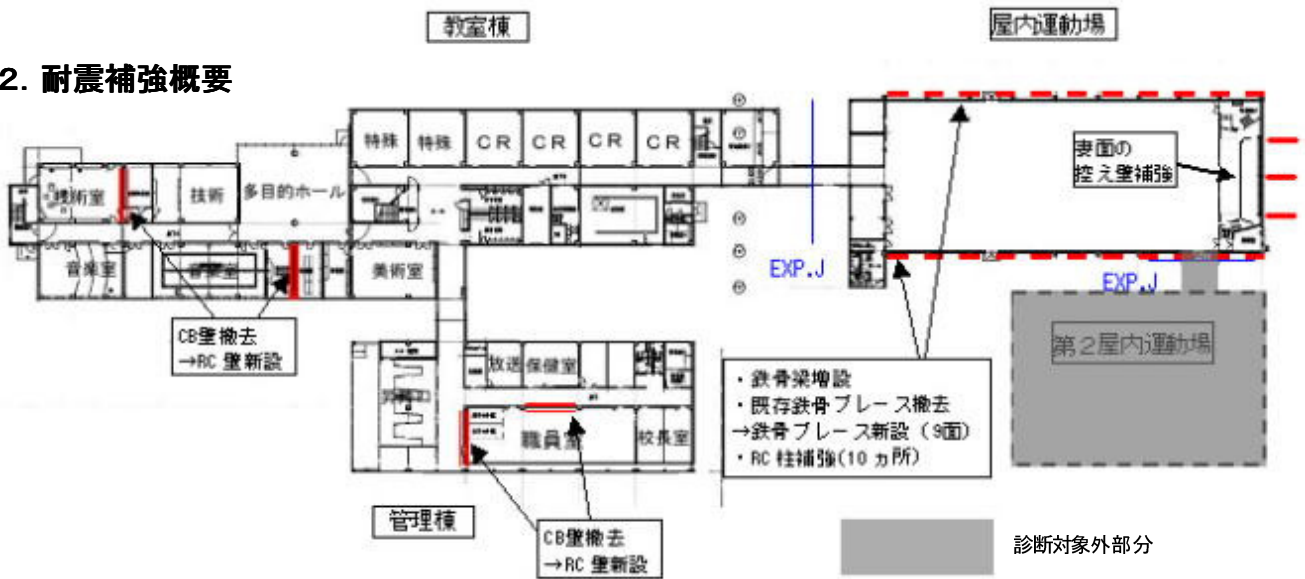 教室棟
屋内運動場
2. 耐震補強概要
特殊
特殊
CR
CR
CR
CR
妻面の
控え壁補強
技術室
技術
多目的ホール
音楽室
音楽室
美術室
EXP.J
EXP.J
CB壁撤去
→RC 壁新設
第2屋内運動場
放送
保健室
職員室
校長室
・鉄骨梁増設
・既存鉄骨ブレース撤去
→鉄骨ブレース新設（9面）
・RC 柱補強(10 カ所)
管理棟
CB壁撤去
→RC 壁新設
診断対象外部分